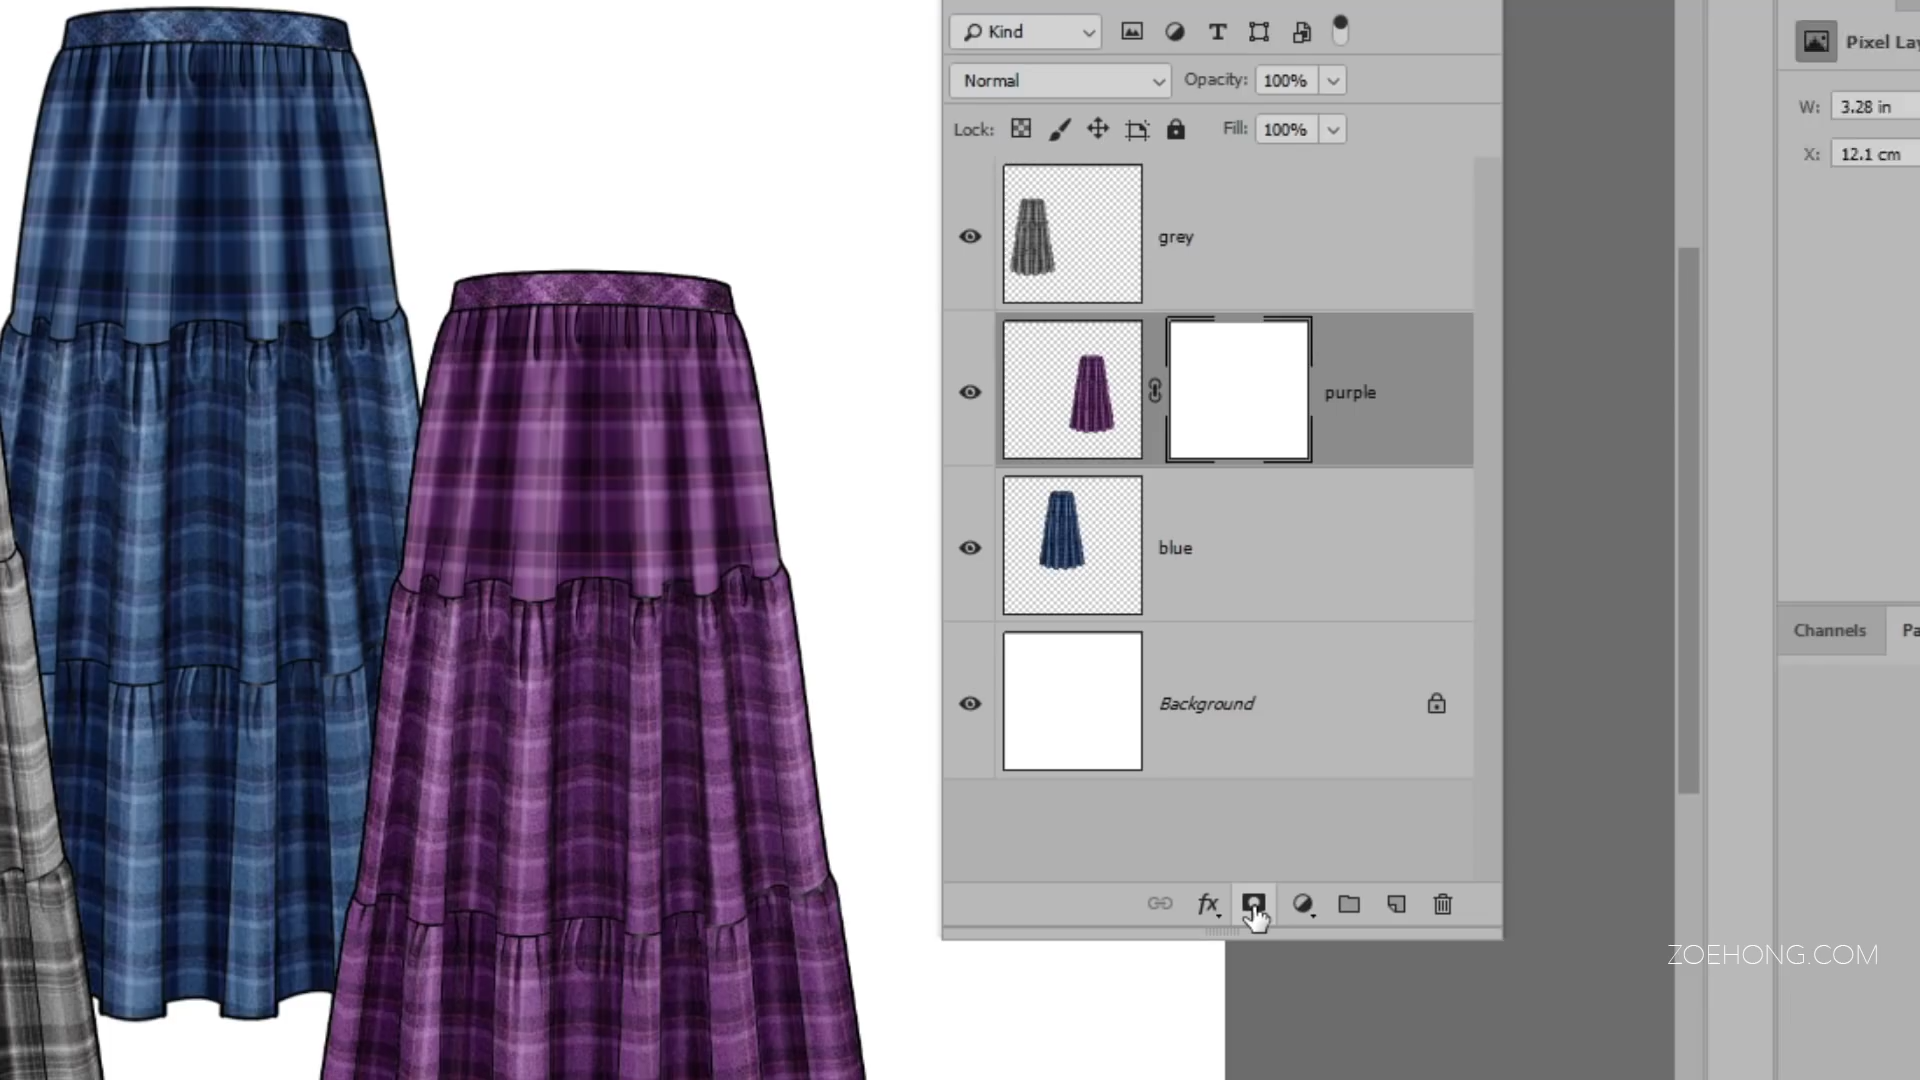 Kind
T
Pixel La
Normal
Opacity: 100%
W: 3.28 in
Lock:
Fill: 100%
X: 12.1 cm
grey
purple
blue
Channels
Pa
Background
fx
ZOEHONG.COM